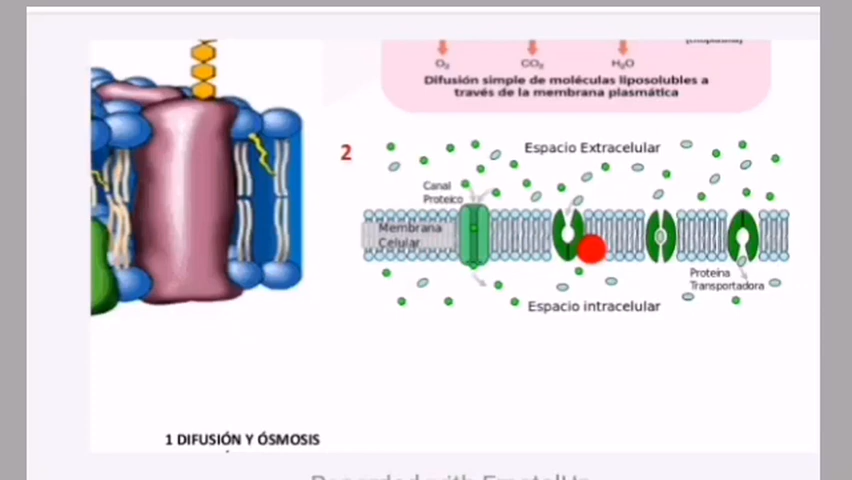 O₂ CO₂ H₂O
Difusión simple de moléculas liposolubles a
través de la membrana plasmática
2
Espacio Extracelular
Canal
Proteico
Membrana
Celular
Proteína
Transportadora
Espacio intracelular
1 DIFUSIÓN Y ÓSMOSIS